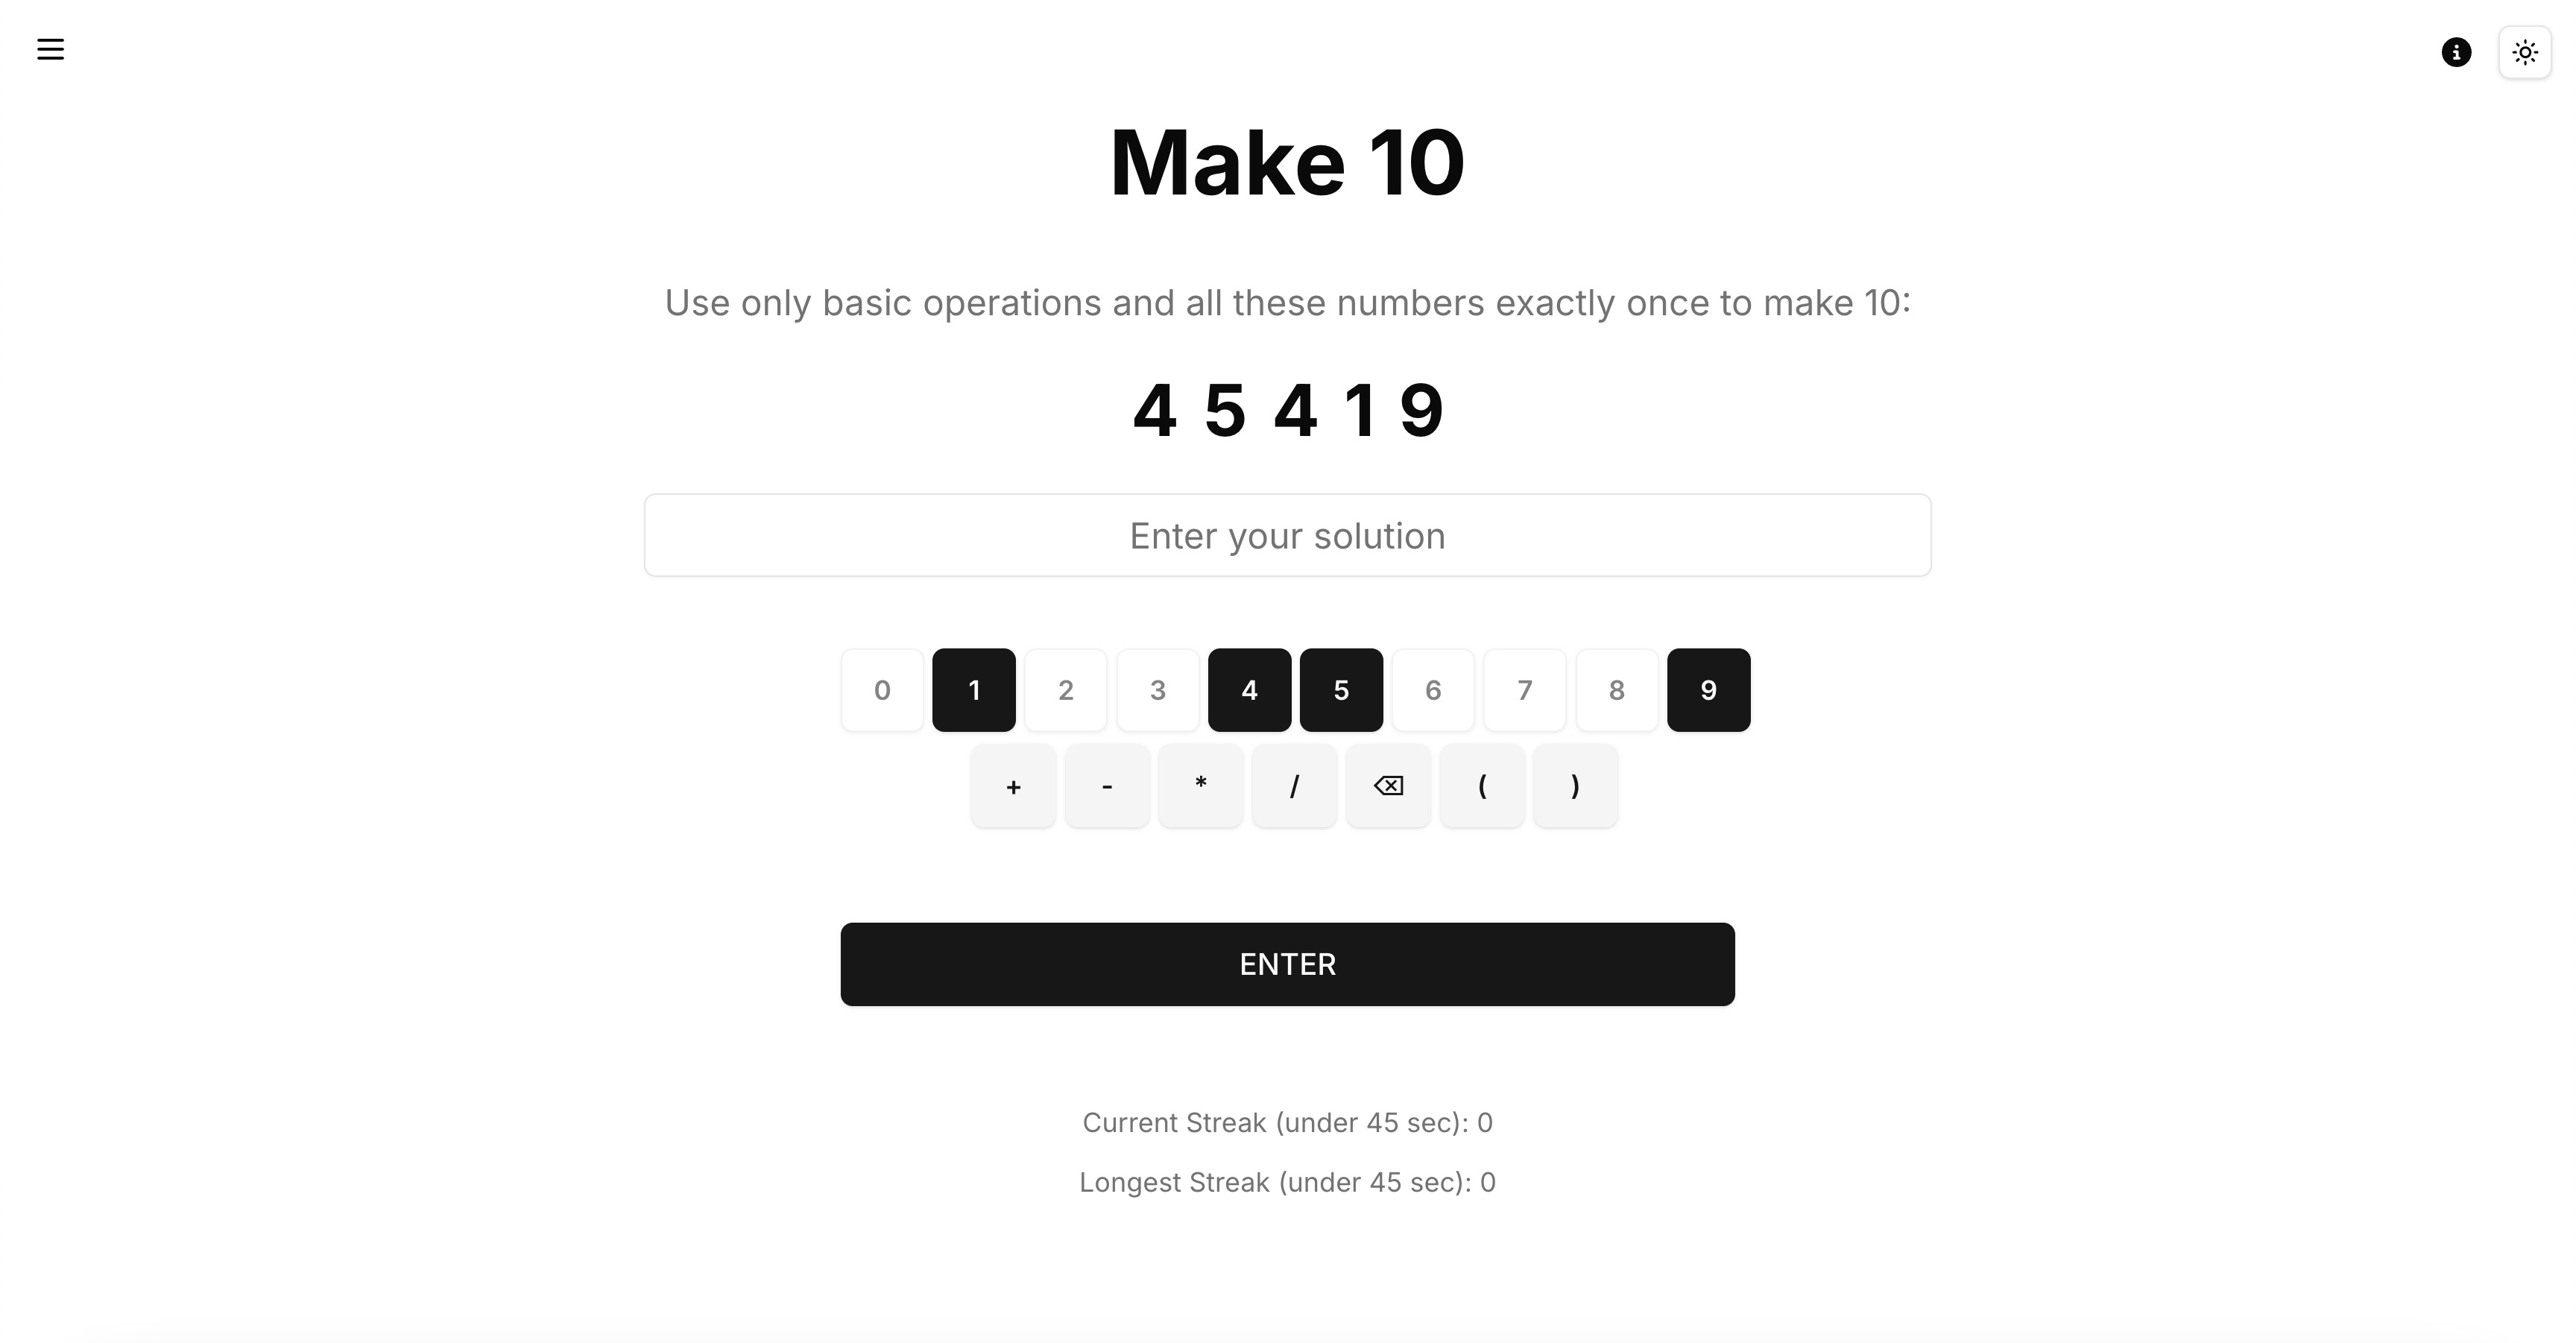 Make 10
Use only basic operations and all these numbers exactly once to make 10:
4 5 4 1 9
Enter your solution
0 1 2 3 4 5 6 7 8 9
+ - * / ( )
ENTER
Current Streak (under 45 sec): 0
Longest Streak (under 45 sec): 0